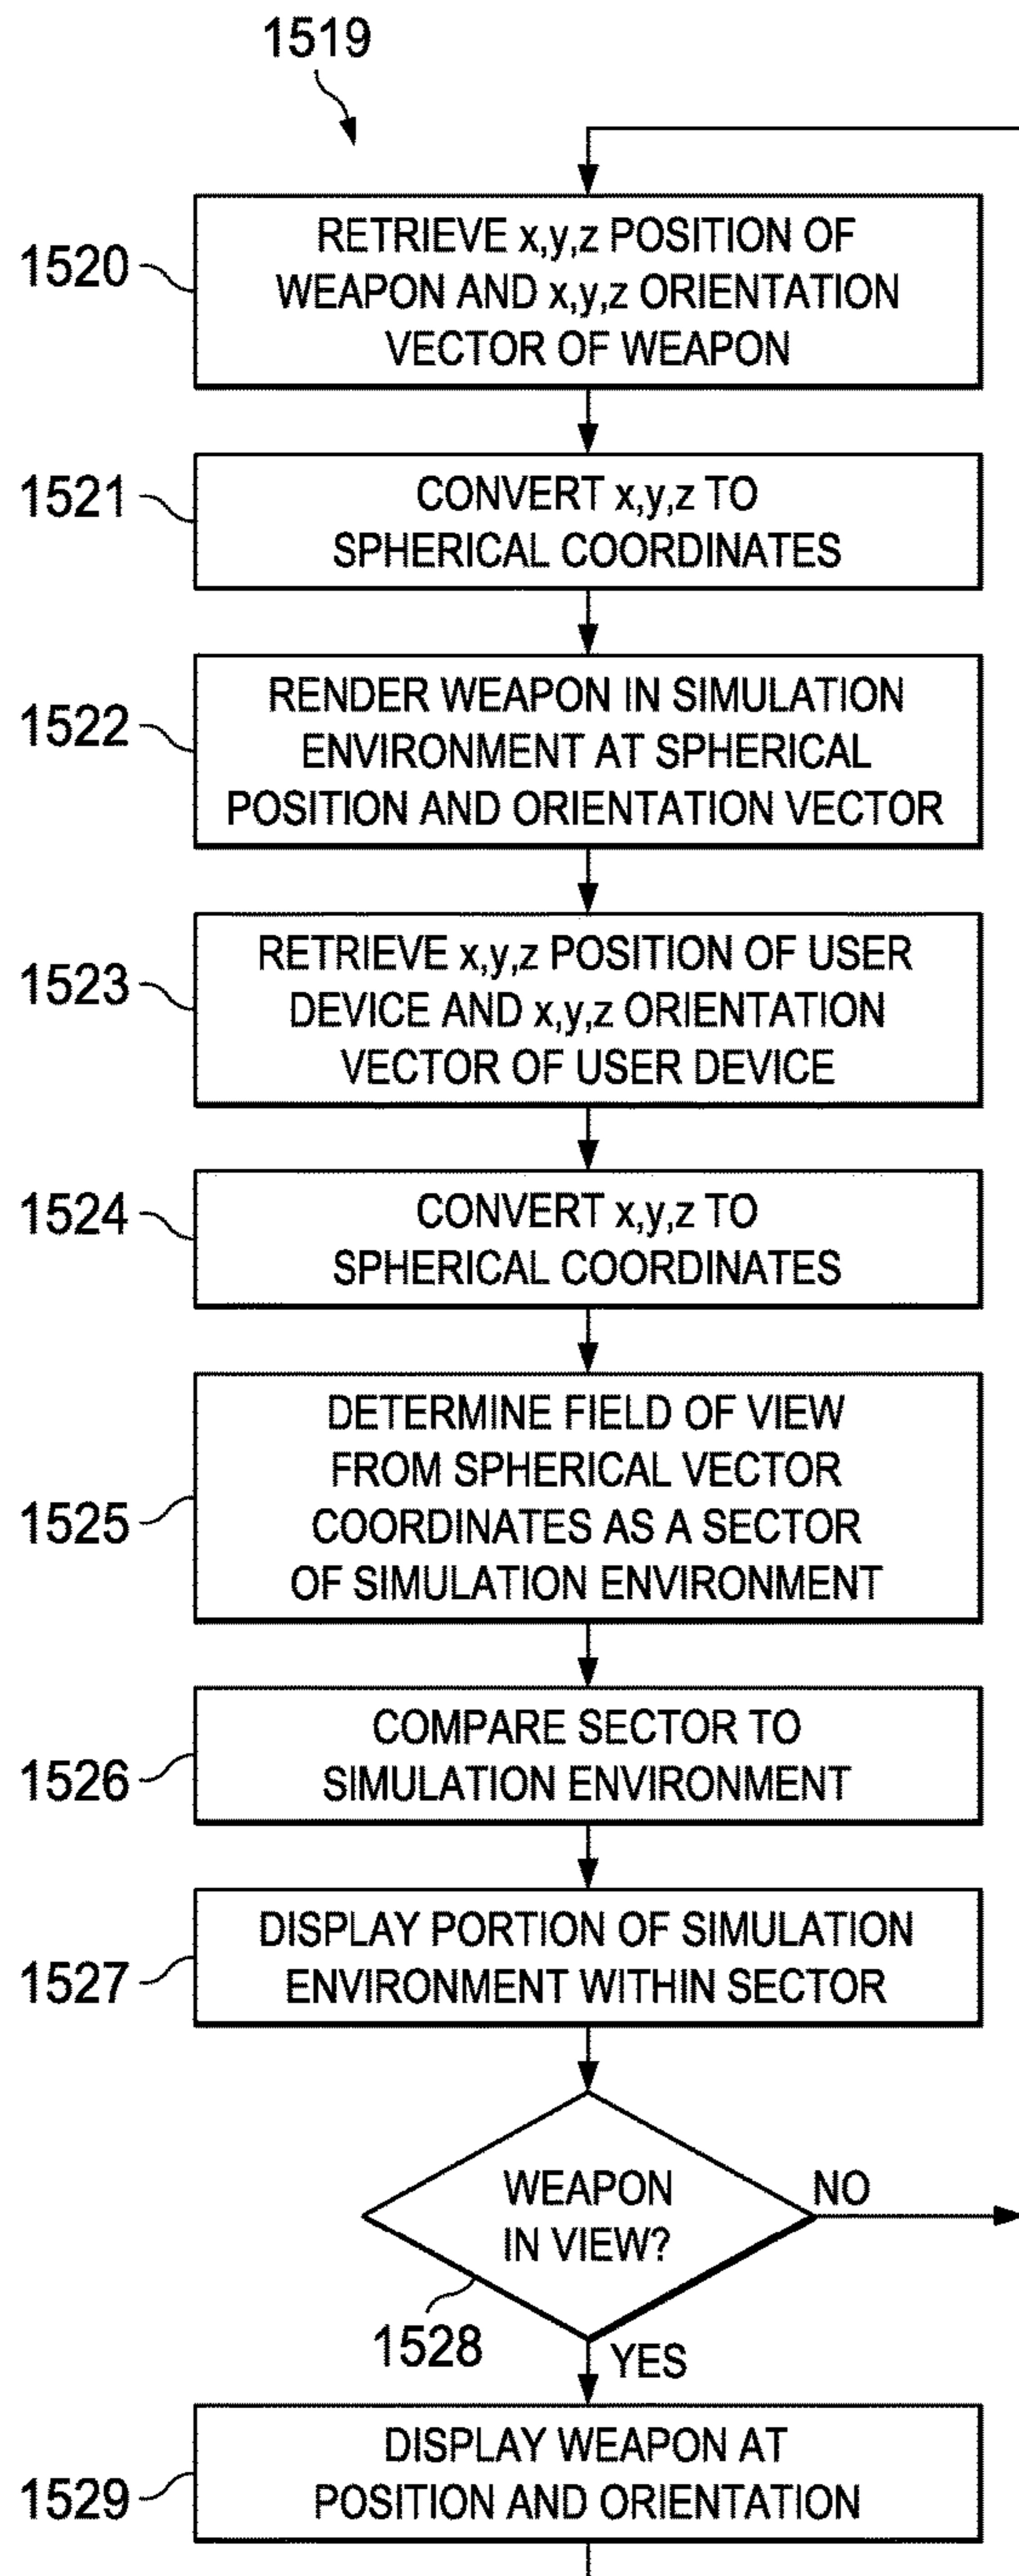 1519
1520
RETRIEVE x,y,z POSITION OF
WEAPON AND x,y,z ORIENTATION
VECTOR OF WEAPON
1521
CONVERT x,y,z TO
SPHERICAL COORDINATES
1522
RENDER WEAPON IN SIMULATION
ENVIRONMENT AT SPHERICAL
POSITION AND ORIENTATION VECTOR
1523
RETRIEVE x,y,z POSITION OF USER
DEVICE AND x,y,z ORIENTATION
VECTOR OF USER DEVICE
1524
CONVERT x,y,z TO
SPHERICAL COORDINATES
1525
DETERMINE FIELD OF VIEW
FROM SPHERICAL VECTOR
COORDINATES AS A SECTOR
OF SIMULATION ENVIRONMENT
1526
COMPARE SECTOR TO
SIMULATION ENVIRONMENT
1527
DISPLAY PORTION OF SIMULATION
ENVIRONMENT WITHIN SECTOR
WEAPON
IN VIEW?
NO
1528
YES
1529
DISPLAY WEAPON AT
POSITION AND ORIENTATION